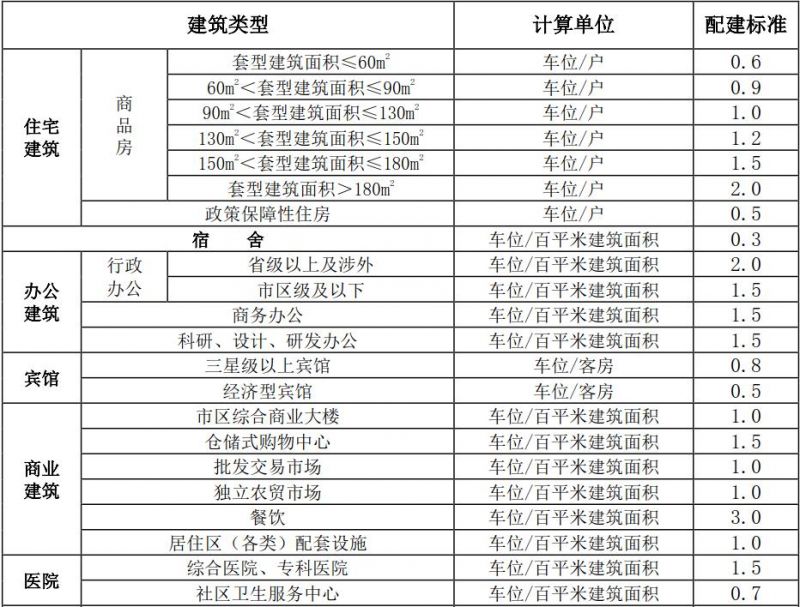 建筑类型 计算单位 配建标准
住宅建筑 商品房 套型建筑面积≤60㎡ 车位/户 0.6
60㎡＜套型建筑面积≤90㎡ 车位/户 0.9
90㎡＜套型建筑面积≤130㎡ 车位/户 1.0
130㎡＜套型建筑面积≤150㎡ 车位/户 1.2
150㎡＜套型建筑面积≤180㎡ 车位/户 1.5
套型建筑面积＞180㎡ 车位/户 2.0
政策保障性住房 车位/户 0.5
宿 舍 车位/百平米建筑面积 0.3
办公建筑 行政办公 省级以上及涉外 车位/百平米建筑面积 2.0
市区级及以下 车位/百平米建筑面积 1.5
商务办公 车位/百平米建筑面积 1.5
科研、设计、研发办公 车位/百平米建筑面积 1.5
宾馆 三星级以上宾馆 车位/客房 0.8
经济型宾馆 车位/客房 0.5
商业建筑 市区综合商业大楼 车位/百平米建筑面积 1.0
仓储式购物中心 车位/百平米建筑面积 1.5
批发交易市场 车位/百平米建筑面积 1.0
独立农贸市场 车位/百平米建筑面积 1.0
餐饮 车位/百平米建筑面积 3.0
居住区（各类）配套设施 车位/百平米建筑面积 1.0
医院 综合医院、专科医院 车位/百平米建筑面积 1.5
社区卫生服务中心 车位/百平米建筑面积 0.7